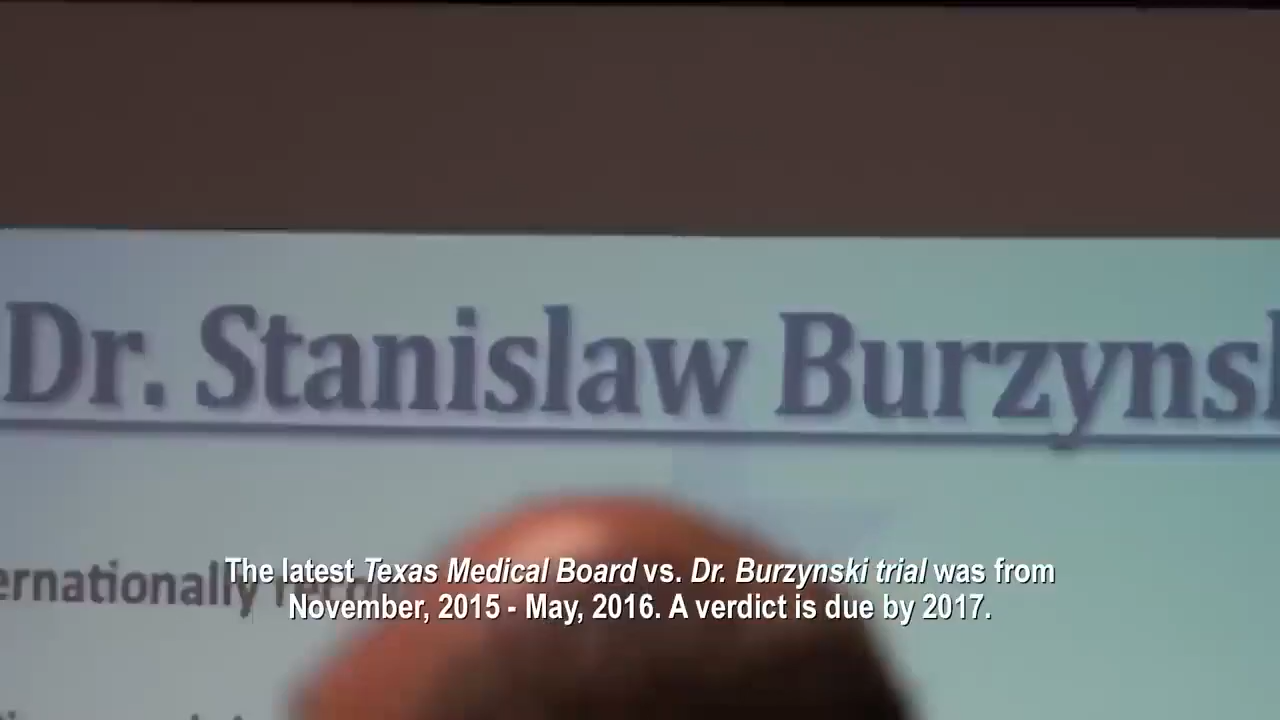 Dr. Stanislaw Burzynsk
ernationally reco
The latest Texas Medical Board vs. Dr. Burzynski trial was from
November, 2015 - May, 2016. A verdict is due by 2017.